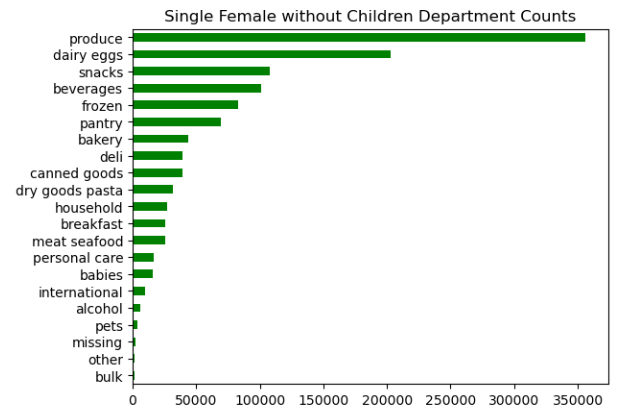 Single Female without Children Department Counts
produce
dairy eggs
snacks
beverages
frozen
pantry
bakery
deli
canned goods
dry goods pasta
household
breakfast
meat seafood
personal care
babies
international
alcohol
pets
missing
other
bulk
0 50000 100000 150000 200000 250000 300000 350000